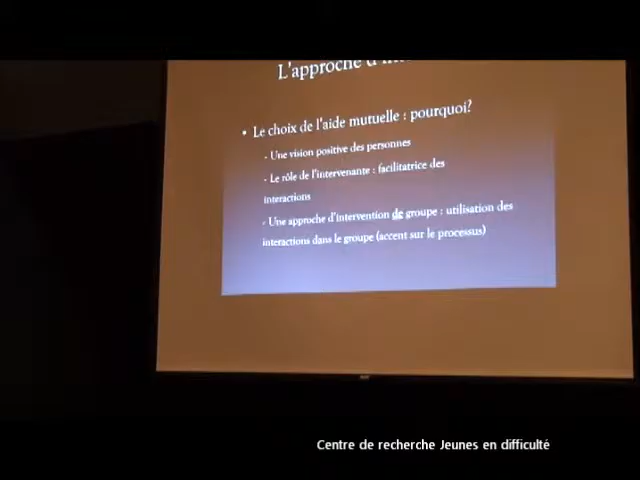 L'approche
• Le choix de l'aide mutuelle : pourquoi?
- Une vision positive des personnes
- Le rôle de l'intervenante : facilitatrice des
interactions
- Une approche d'intervention de groupe : utilisation des
interactions dans le groupe (accent sur le processus)
Centre de recherche Jeunes en difficulté